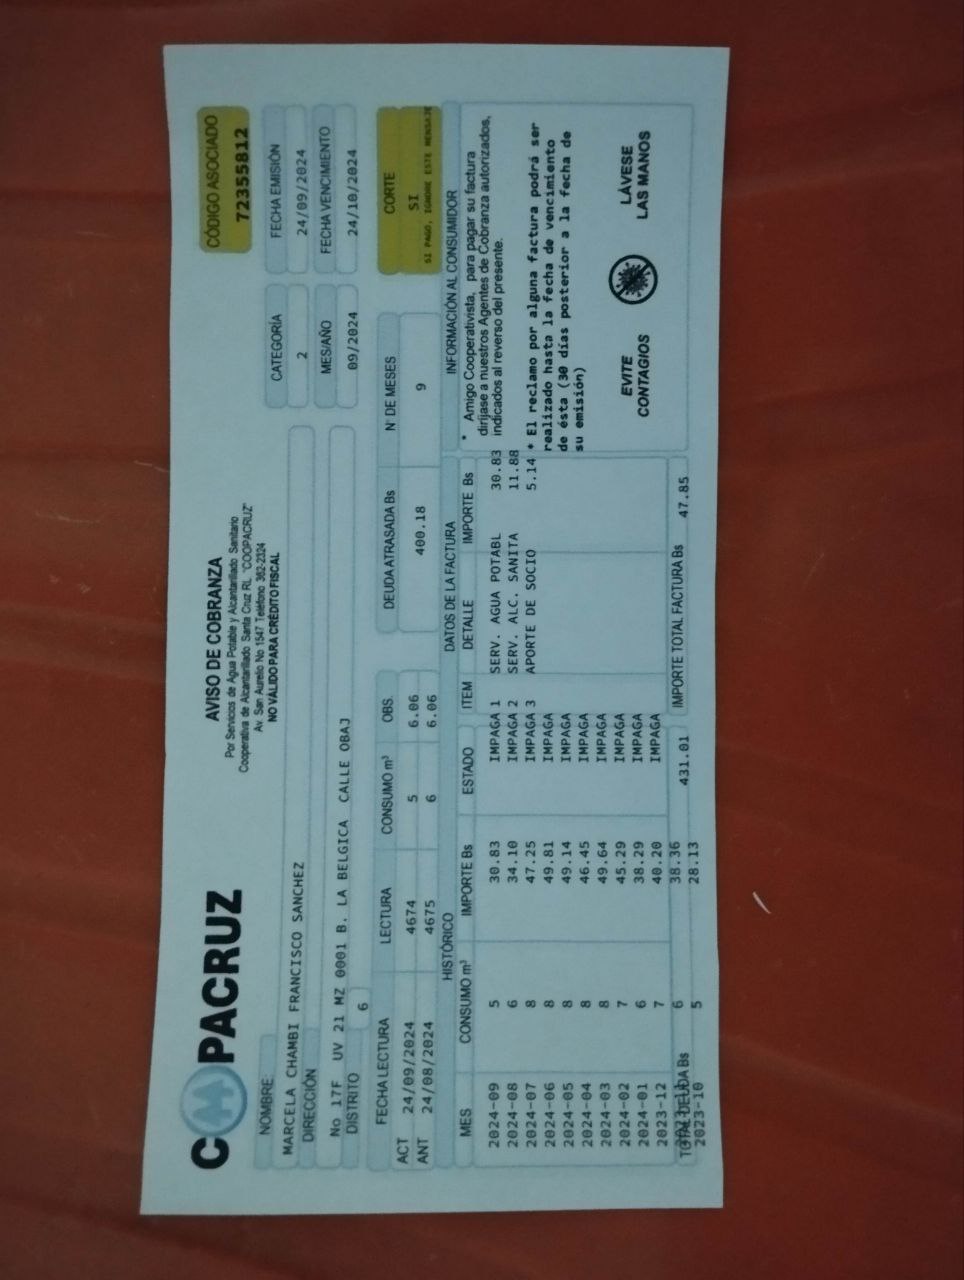 COOPACRUZ
AVISO DE COBRANZA
Por Servicios de Agua Potable y Alcantarillado Sanitario
Cooperativa de Alcantarillado Santa Cruz RL. "COOPACRUZ"
Av. San Aurelio No 1547 Teléfono 362-2324
NO VÁLIDO PARA CRÉDITO FISCAL
CÓDIGO ASOCIADO
72355812
NOMBRE:
MARCELA CHAMBI FRANCISCO SANCHEZ
CATEGORÍA
2
FECHA EMISIÓN
24/09/2024
DIRECCIÓN
No 17F UV 21 MZ 0001 B. LA BELGICA CALLE OBAJ
MES/AÑO
09/2024
FECHA VENCIMIENTO
24/10/2024
DISTRITO 6
FECHA LECTURA LECTURA CONSUMO m³ OBS.
ACT 24/09/2024 4674 5 6.06
ANT 24/08/2024 4675 6 6.06
DEUDA ATRASADA Bs N° DE MESES
400.18 9
CORTE
SI
SI PAGO, IGNORE ESTE MENSAJE
HISTÓRICO
MES CONSUMO m³ IMPORTE Bs ESTADO
2024-09 5 30.83 IMPAGA
2024-08 6 34.10 IMPAGA
2024-07 8 47.25 IMPAGA
2024-06 8 49.81 IMPAGA
2024-05 8 49.14 IMPAGA
2024-04 8 46.45 IMPAGA
2024-03 8 49.64 IMPAGA
2024-02 7 45.29 IMPAGA
2024-01 6 38.29 IMPAGA
2023-12 7 40.20 IMPAGA
6 38.36
TOTAL DEUDA Bs 431.01
2023-10 5 28.13
DATOS DE LA FACTURA
ITEM DETALLE IMPORTE Bs
1 SERV. AGUA POTABL 30.83
2 SERV. ALC. SANITA 11.88
3 APORTE DE SOCIO 5.14
IMPORTE TOTAL FACTURA Bs 47.85
INFORMACIÓN AL CONSUMIDOR
* Amigo Cooperativista, para pagar su factura
diríjase a nuestros Agentes de Cobranza autorizados,
indicados al reverso del presente.
* El reclamo por alguna factura podrá ser
realizado hasta la fecha de vencimiento
de ésta (30 días posterior a la fecha de
su emisión)
EVITE
CONTAGIOS
LÁVESE
LAS MANOS